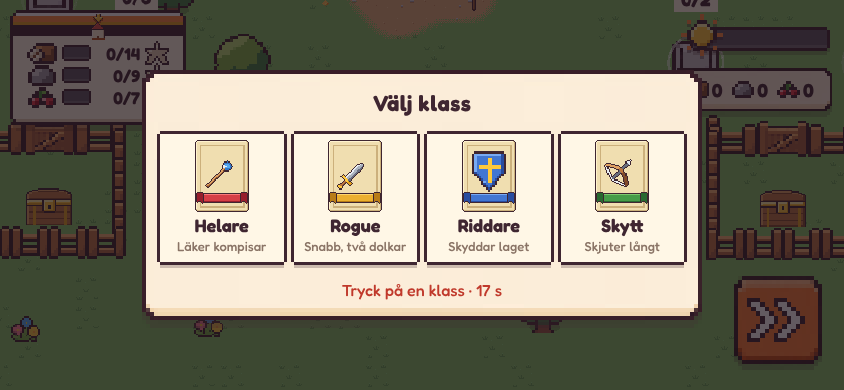 0/2
0/14
0/9
0/7
0
0
0
Välj klass
Helare
Läker kompisar
Rogue
Snabb, två dolkar
Riddare
Skyddar laget
Skytt
Skjuter långt
Tryck på en klass · 17 s